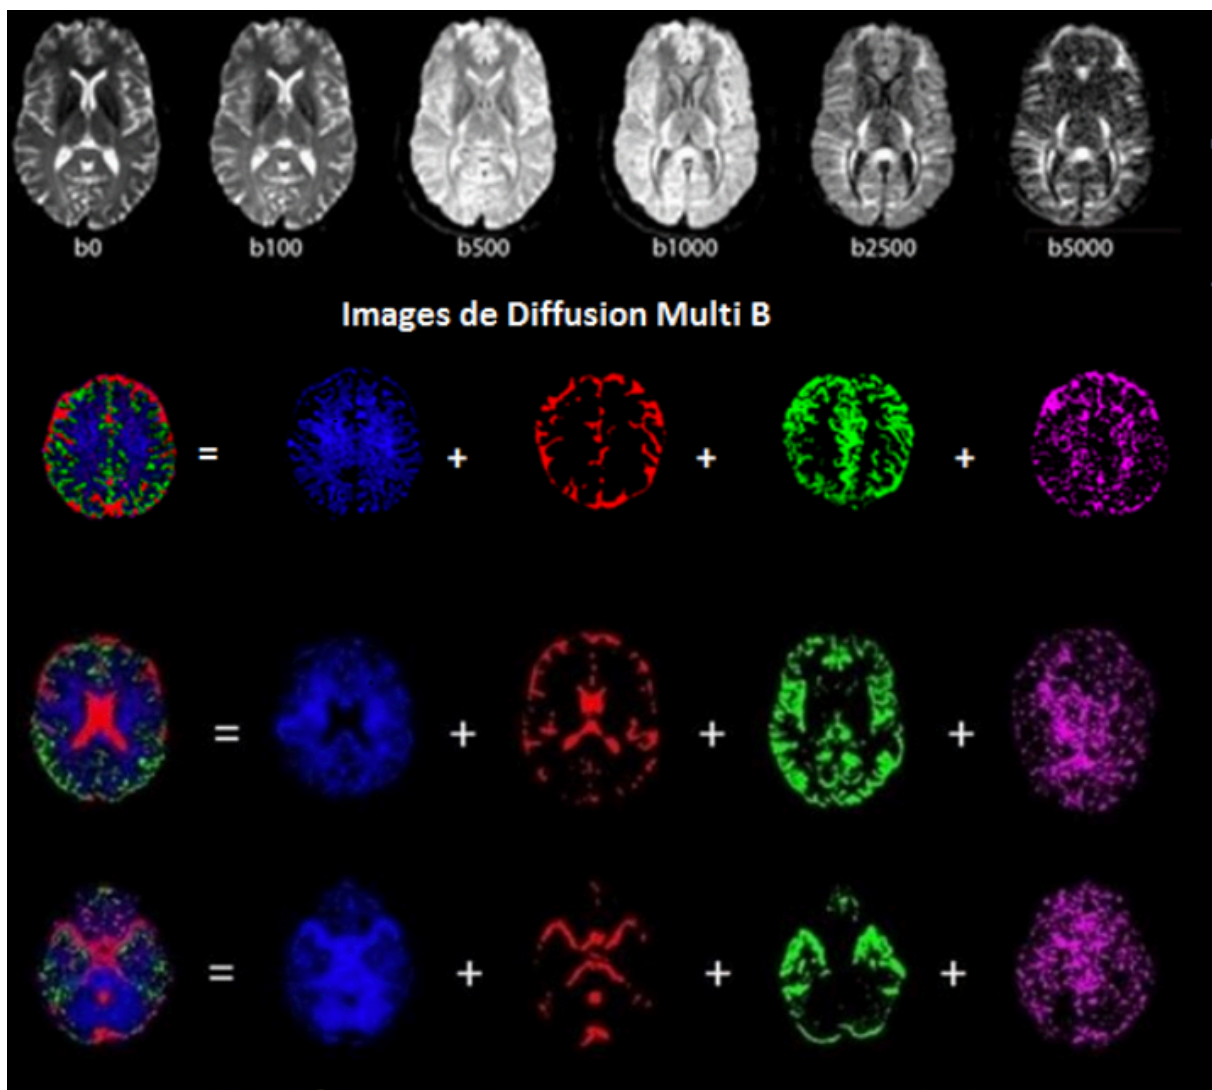 b0 b100 b500 b1000 b2500 b5000
Images de Diffusion Multi B
= + + +
= + + +
= + + +